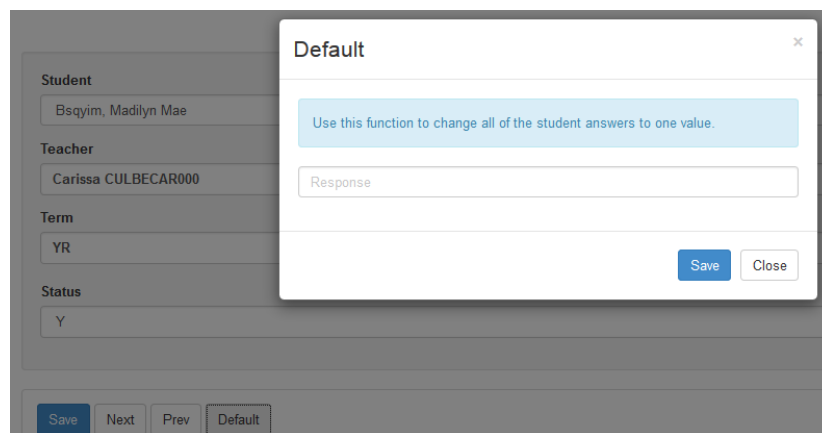 Default
×
Use this function to change all of the student answers to one value.
Response
Save Close
Student
Bsqyim, Madilyn Mae
Teacher
Carissa CULBECAR000
Term
YR
Status
Y
Save Next Prev Default